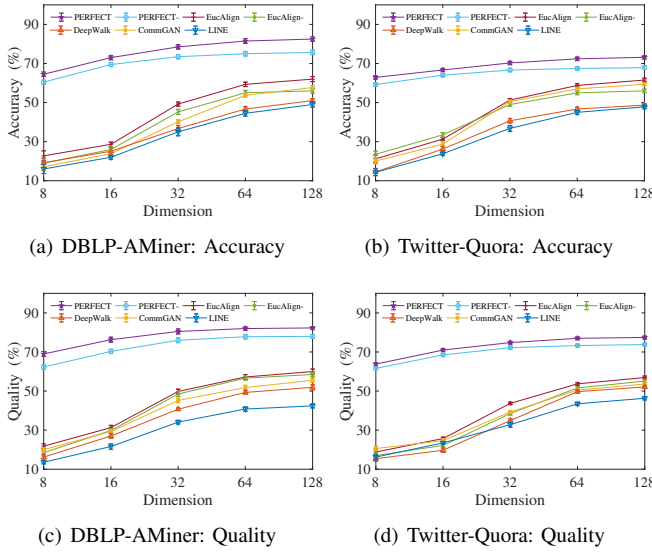 PERFECT PERFECT- EucAlign EucAlign-
DeepWalk CommGAN LINE
Accuracy (%)
90
70
50
30
10
8 16 32 64 128
Dimension
(a) DBLP-AMiner: Accuracy
PERFECT PERFECT- EucAlign EucAlign-
DeepWalk CommGAN LINE
Accuracy (%)
90
70
50
30
10
8 16 32 64 128
Dimension
(b) Twitter-Quora: Accuracy
PERFECT PERFECT- EucAlign EucAlign-
DeepWalk CommGAN LINE
Quality (%)
90
70
50
30
10
8 16 32 64 128
Dimension
(c) DBLP-AMiner: Quality
PERFECT PERFECT- EucAlign EucAlign-
DeepWalk CommGAN LINE
Quality (%)
90
70
50
30
10
8 16 32 64 128
Dimension
(d) Twitter-Quora: Quality